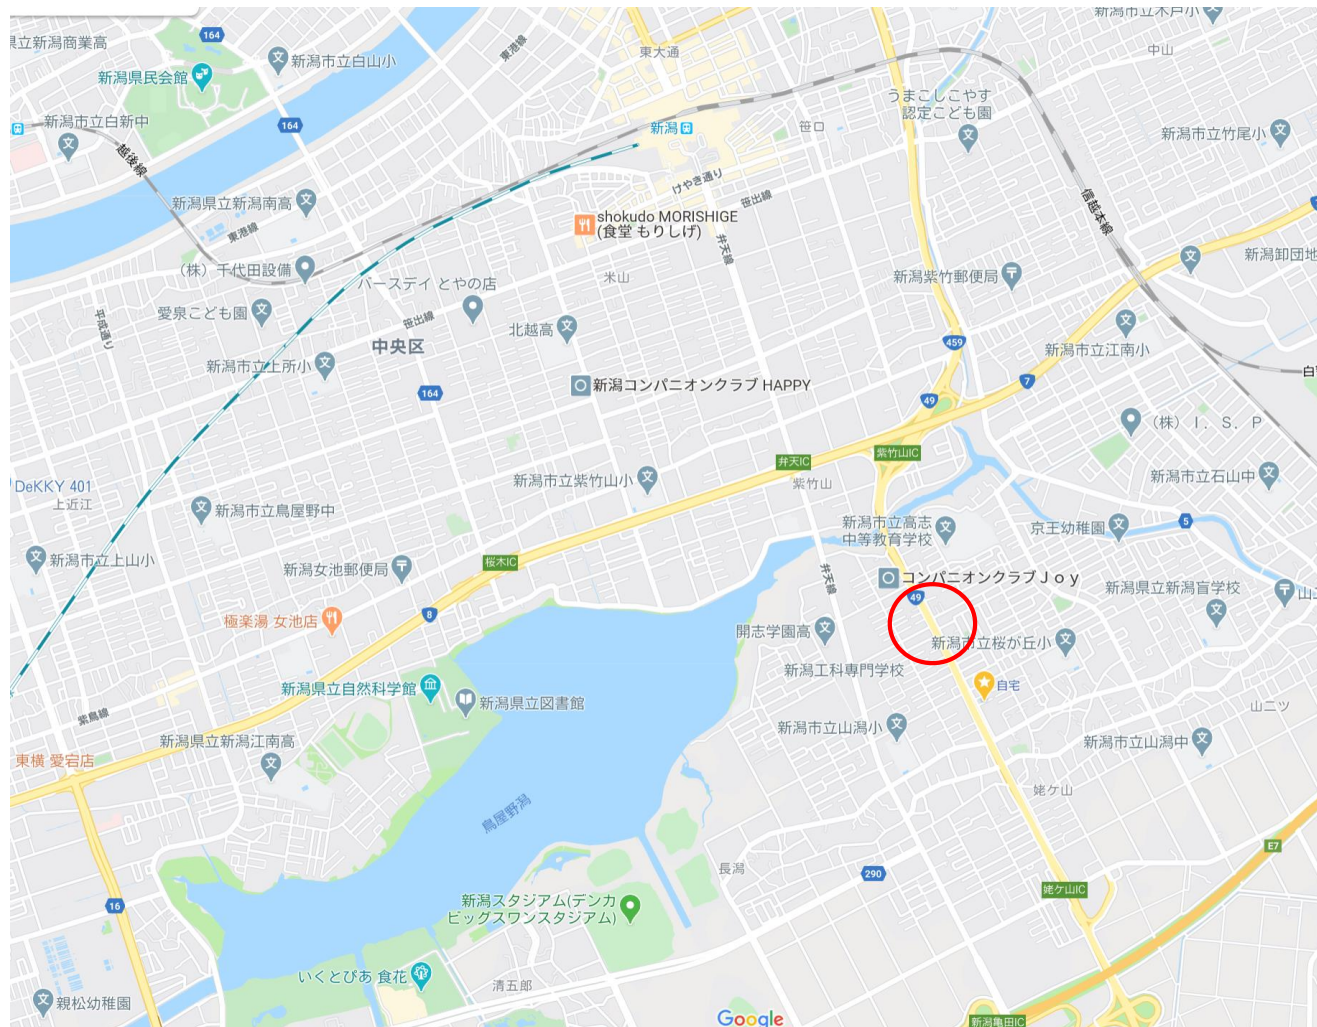 新潟市立木戸小
県立新潟商業高
164
新潟市立白山小
東港線
東大通
中山
新潟県民会館
うまこしこやす
認定こども園
新潟市立白新中
164
新潟
笹口
新潟市立竹尾小
越後線
けやき通り
新潟県立新潟南高
笹出線
信越本線
shokudo MORISHIGE
(食堂 もりしげ)
東港線
弁天線
新潟卸団地
(株)千代田設備
バースデイ とやの店
米山
新潟紫竹郵便局
愛泉こども園
笹出線
平成通り
北越高
中央区
459
新潟市立江南小
新潟市立上所小
7
164
新潟コンパニオンクラブ HAPPY
49
(株)I.S.P
紫竹山IC
弁天IC
新潟市立紫竹山小
紫竹山
新潟市立石山中
DeKKY 401
上近江
新潟市立鳥屋野中
新潟市立高志
中等教育学校
京王幼稚園
5
新潟市立上山小
新潟女池郵便局
桜木IC
弁天線
コンパニオンクラブJoy
新潟県立新潟盲学校
49
極楽湯 女池店
8
開志学園高
新潟市立桜が丘小
新潟工科専門学校
新潟県立自然科学館
新潟県立図書館
自宅
紫鳥線
山二ツ
新潟市立山潟小
新潟県立新潟江南高
新潟市立山潟中
東横 愛宕店
姥ケ山
鳥屋野潟
E7
長潟
290
姥ケ山IC
16
新潟スタジアム(デンカ
ビッグスワンスタジアム)
いくとぴあ 食花
清五郎
親松幼稚園
Google
新潟亀田IC